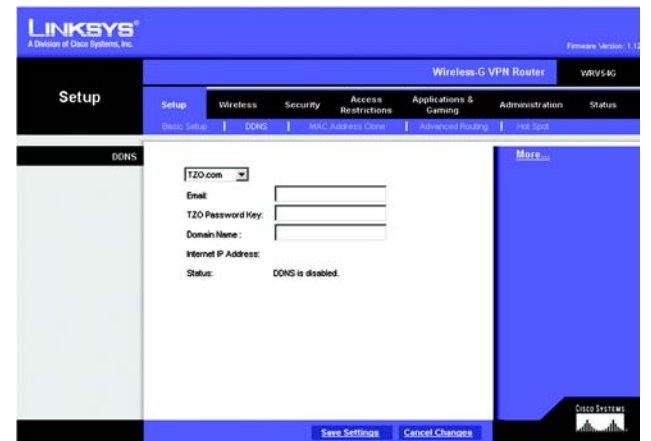 LINKSYS®
A Division of Cisco Systems, Inc.
Firmware Version: 1.12
Wireless-G VPN Router WRV54G
Setup
Setup Wireless Security Access Restrictions Applications & Gaming Administration Status
Basic Setup | DDNS | MAC Address Clone | Advanced Routing | Hot Spot
DDNS
More...
TZO.com
Email:
TZO Password Key:
Domain Name :
Internet IP Address:
Status: DDNS is disabled.
Save Settings Cancel Changes
CISCO SYSTEMS